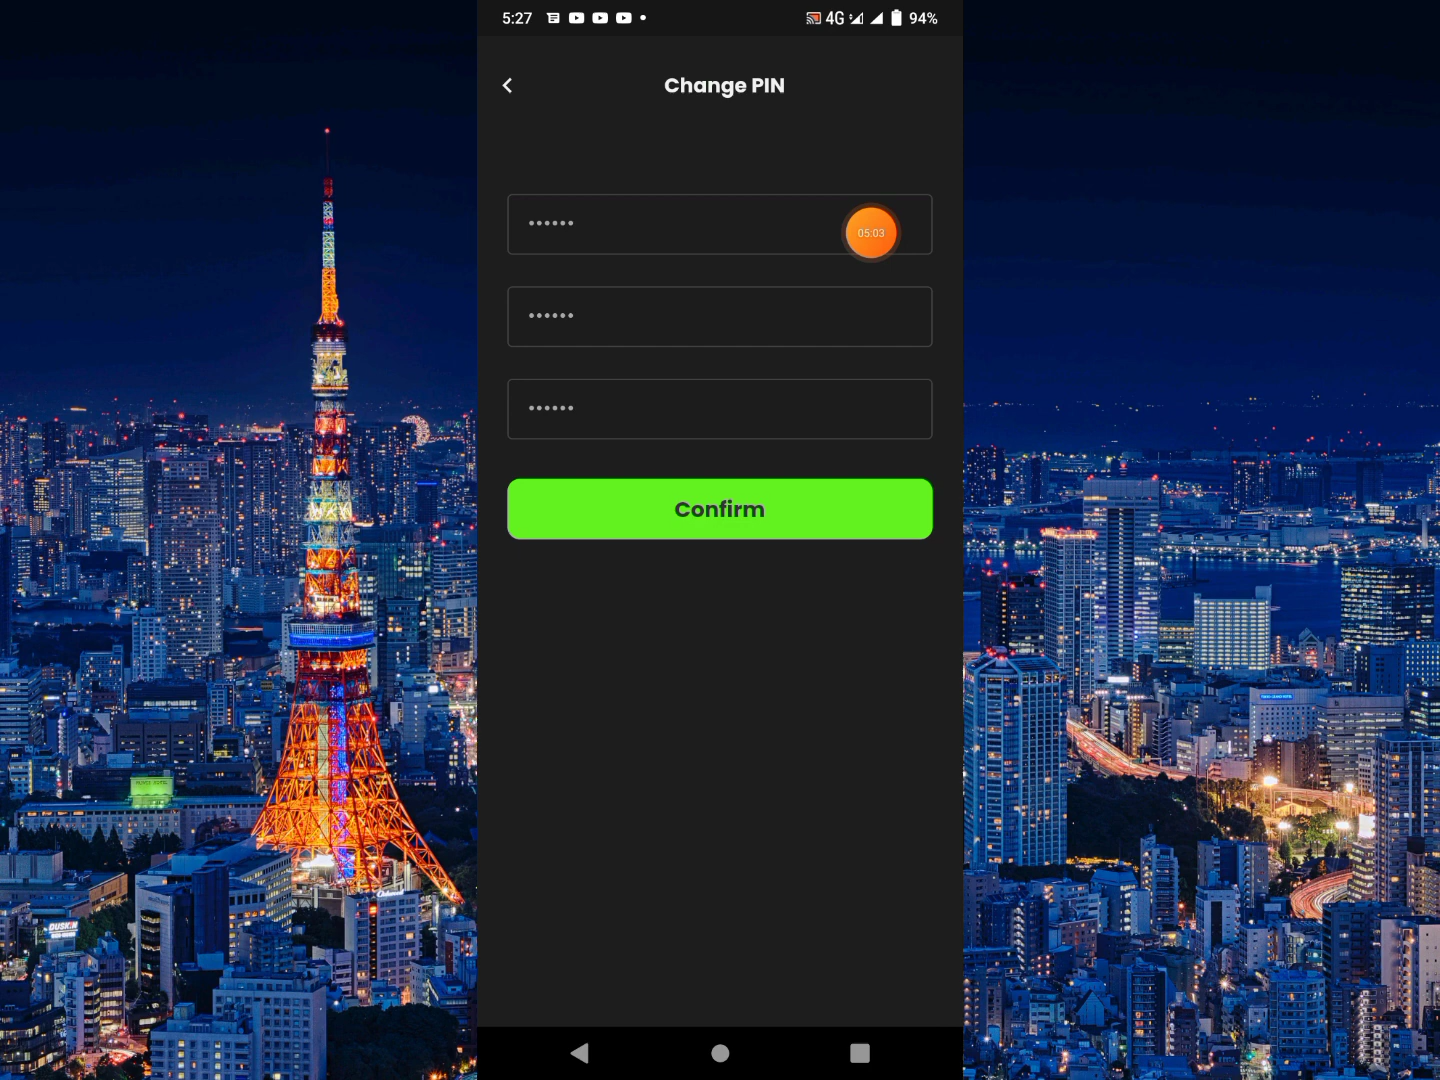 5:27 4G 94%
Change PIN
••••••
05:03
••••••
••••••
Confirm
DUSKIN